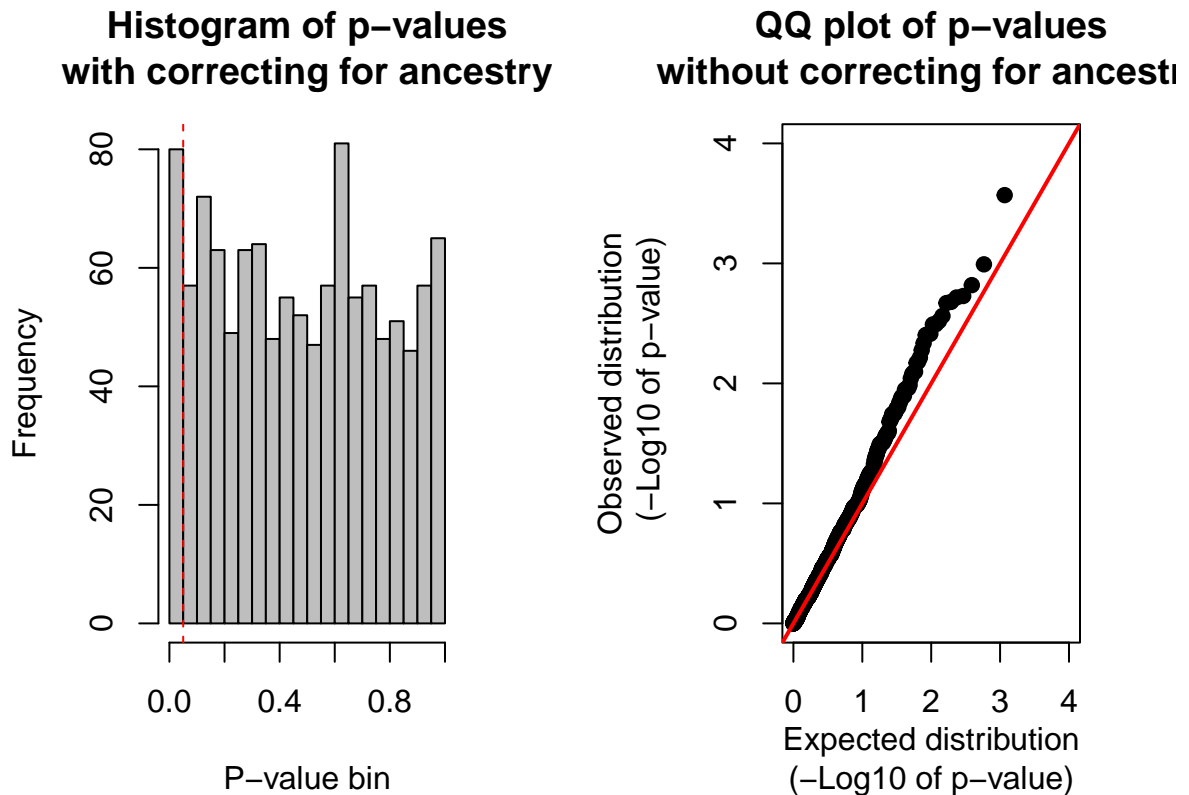 Histogram of p−values
with correcting for ancestry
Frequency
0 20 40 60 80
0.0 0.4 0.8
P−value bin
QQ plot of p−values
without correcting for ancestr
Observed distribution
(−Log10 of p−value)
0 1 2 3 4
0 1 2 3 4
Expected distribution
(−Log10 of p−value)